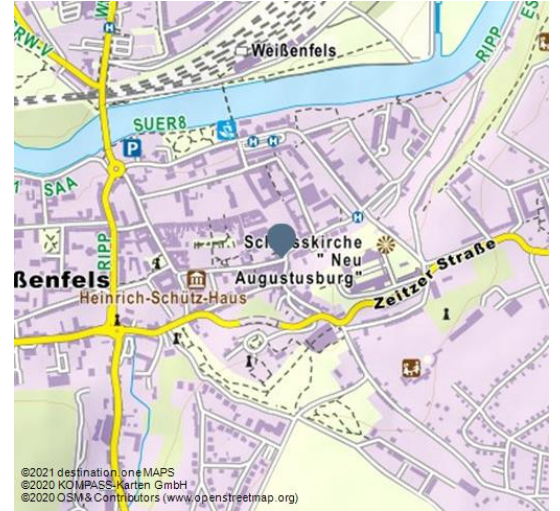 RRW-V
Weißenfels
RIPP
SUER8
P
SAA
RIPP
Schlosskirche
" Neu
Augustusburg"
ßenfels
Heinrich-Schütz-Haus
Zeitzer Straße
©2021 destination.one MAPS
©2020 KOMPASS-Karten GmbH
©2020 OSM & Contributors (www.openstreetmap.org)